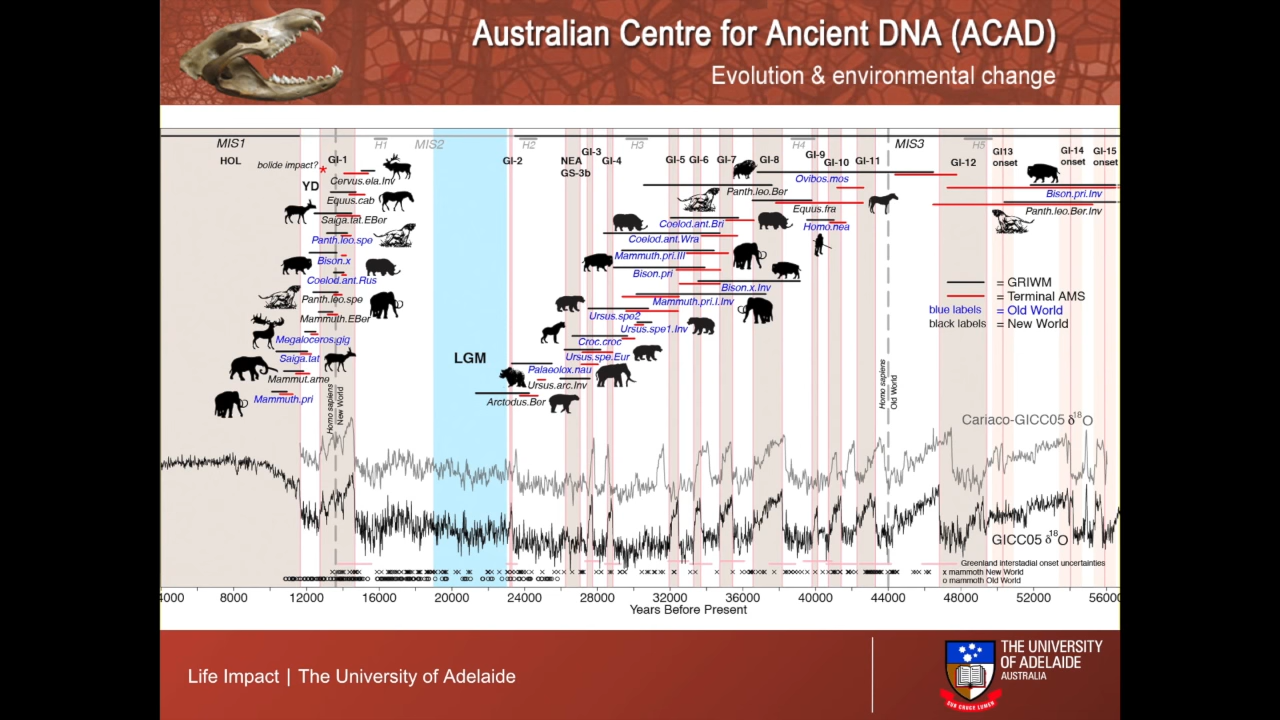 Australian Centre for Ancient DNA (ACAD)
Evolution & environmental change
MIS1
H1
MIS2
H2
H3
H4
MIS3
H5
HOL
bolide impact?
*
GI-1
GI-2
NEA
GS-3b
GI-3
GI-4
GI-5
GI-6
GI-7
GI-8
GI-9
GI-10
GI-11
GI-12
GI13
onset
GI-14
onset
GI-15
onset
YD
Cervus.ela.Inv
Equus.cab
Saiga.tat.EBer
Panth.leo.spe
Bison.x
Coelod.ant.Rus
Panth.leo.spe
Mammuth.EBer
Megaloceros.gig
Saiga.tat
Mammut.ame
Mammuth.pri
Homo sapiens
New World
LGM
Ovibos.mos
Panth.leo.Ber
Equus.fra
Homo.nea
Coelod.ant.Bri
Coelod.ant.Wra
Mammuth.pri.III
Bison.pri
Bison.x.Inv
Mammuth.pri.I.Inv
Ursus.spe2
Ursus.spe1.Inv
Croc.croc
Ursus.spe.Eur
Palaeolox.nau
Ursus.arc.Inv
Arctodus.Ber
Bison.pri.Inv
Panth.leo.Ber.Inv
= GRIWM
= Terminal AMS
blue labels = Old World
black labels = New World
Homo sapiens
Old World
Cariaco-GICC05 δ18O
GICC05 δ18O
Greenland interstadial onset uncertainties
x mammoth New World
o mammoth Old World
4000 8000 12000 16000 20000 24000 28000 32000 36000 40000 44000 48000 52000 56000
Years Before Present
Life Impact | The University of Adelaide
THE UNIVERSITY
OF ADELAIDE
AUSTRALIA
SUB CRUCE LUMEN